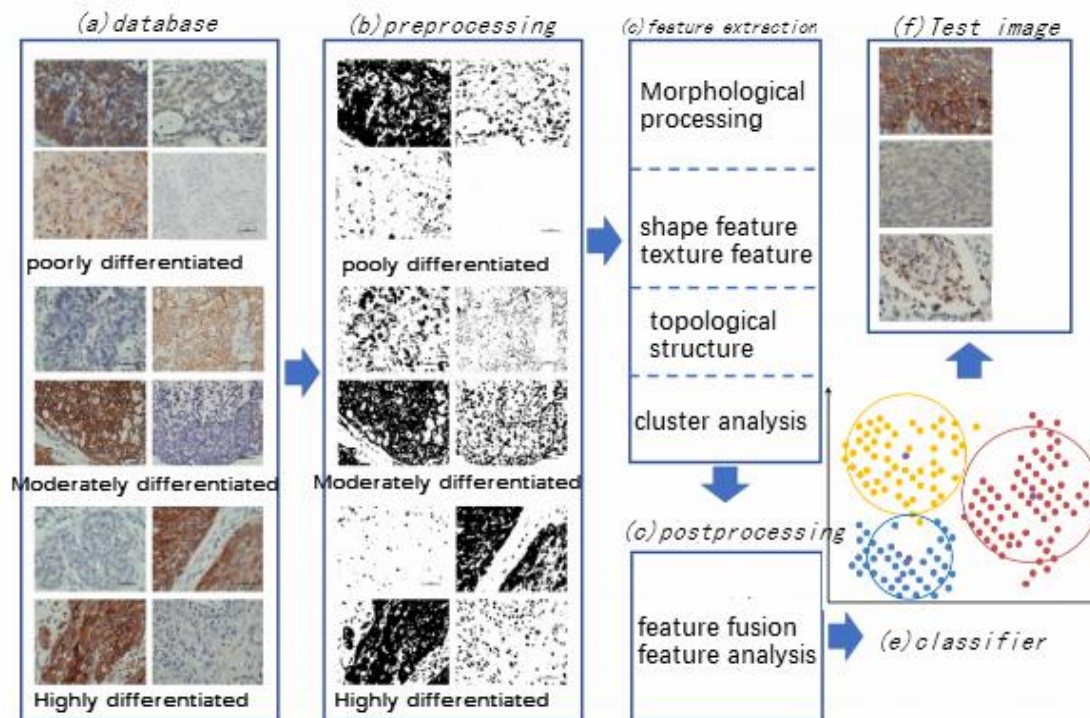 (a)database
poorly differentiated
Moderately differentiated
Highly differentiated
(b)preprocessing
pooly differentiated
Moderately differentiated
Highly differentiated
(c)feature extraction
Morphological
processing
shape feature
texture feature
topological
structure
cluster analysis
(c)postprocessing
feature fusion
feature analysis
(e)classifier
(f)Test image